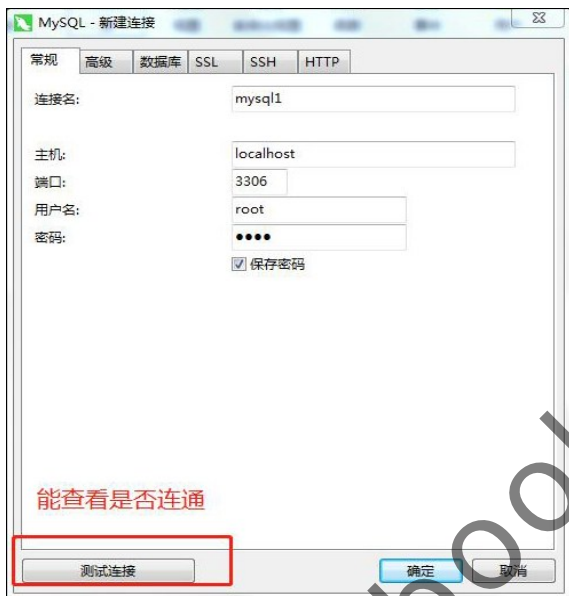 MySQL - 新建连接
常规 高级 数据库 SSL SSH HTTP
连接名: mysql1
主机: localhost
端口: 3306
用户名: root
密码: ●●●●
保存密码
能查看是否连通
测试连接 确定 取消